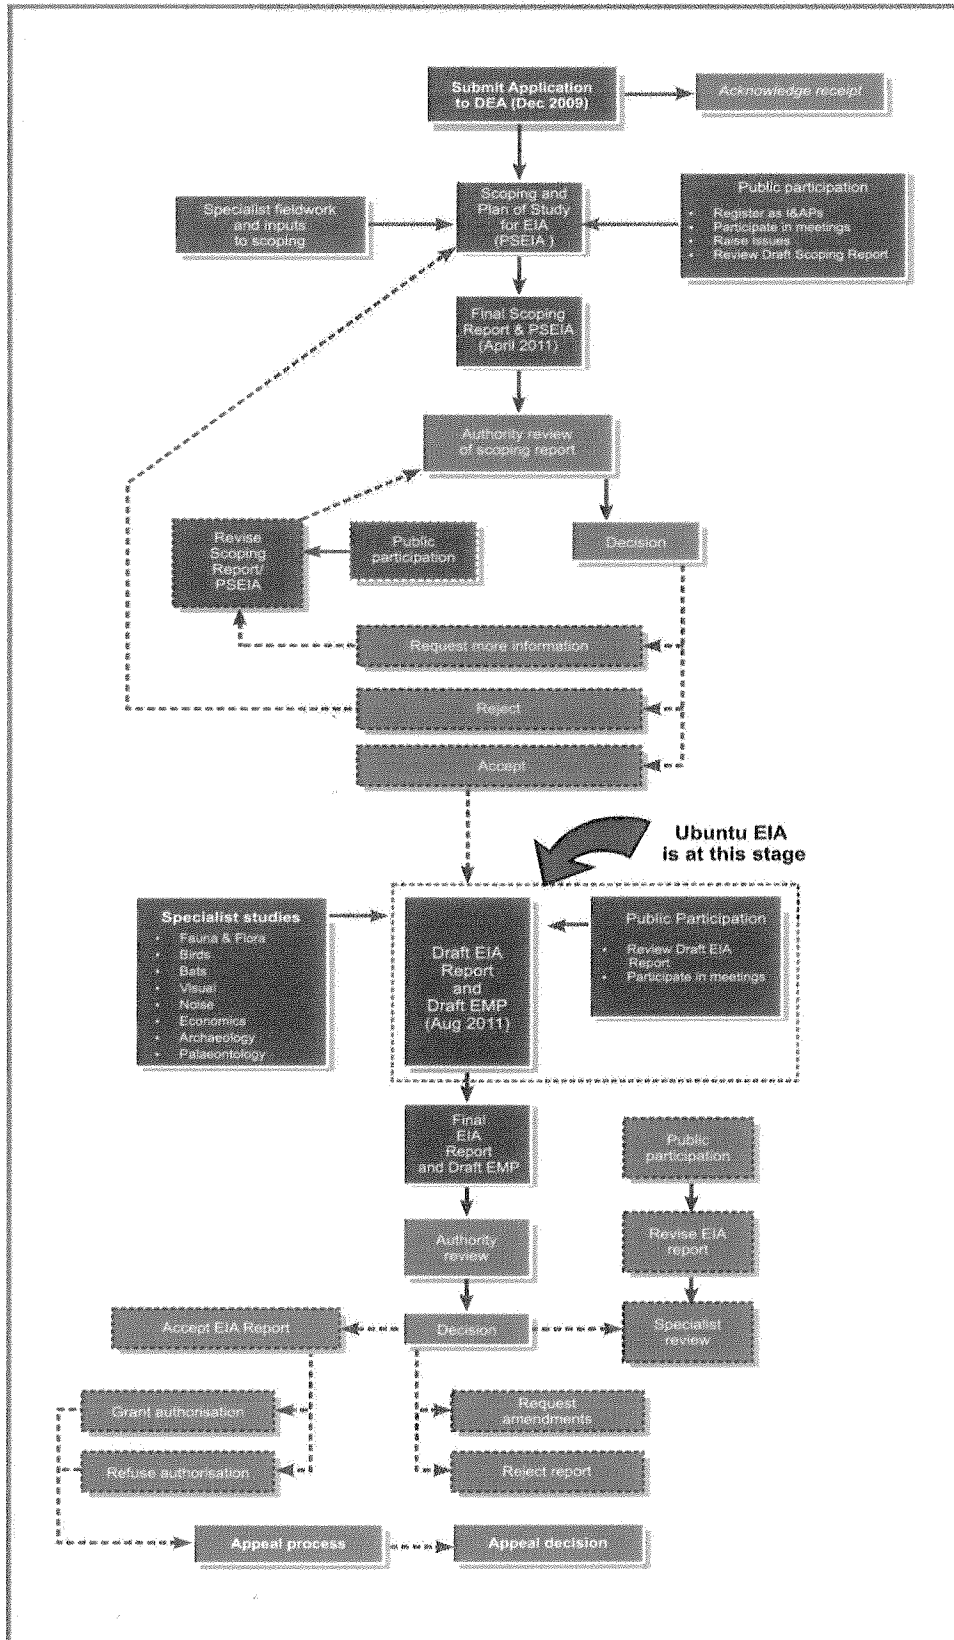 Submit Application
to DEA (Dec 2009)
Acknowledge receipt
Specialist fieldwork
and inputs
to scoping
Scoping and
Plan of Study
for EIA
(PSEIA )
Public participation
• Register as I&APs
• Participate in meetings
• Raise Issues
• Review Draft Scoping Report
Final Scoping
Report & PSEIA
(April 2011)
Authority review
of scoping report
Revise
Scoping
Report/
PSEIA
Public
participation
Decision
Request more information
Reject
Accept
Ubuntu EIA
is at this stage
Specialist studies
• Fauna & Flora
• Birds
• Bats
• Visual
• Noise
• Economics
• Archaeology
• Palaeontology
Draft EIA
Report
and
Draft EMP
(Aug 2011)
Public Participation
• Review Draft EIA
Report
• Participate in meetings
Final
EIA
Report
and Draft EMP
Public
participation
Authority
review
Revise EIA
report
Accept EIA Report
Decision
Specialist
review
Grant authorisation
Request
amendments
Refuse authorisation
Reject report
Appeal process
Appeal decision